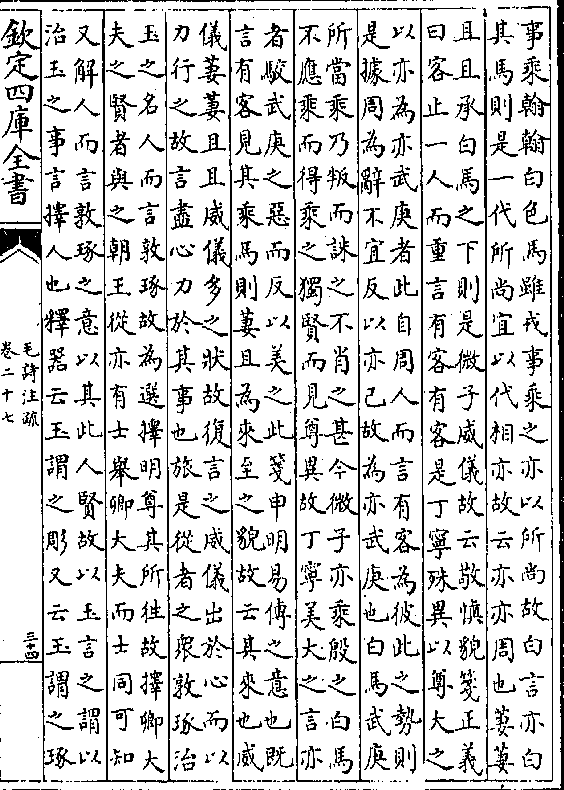 事乘翰翰白色馬雖戎事乘之亦以所尚故白言亦白
其馬則是一代所尚宜以代相亦故云亦亦周也萋萋
且且承白馬之下則是微子威儀故云敬慎貌箋正義
曰客止一人而重言有客有客是丁寧殊異以尊大之
以亦為亦武庚者此自周人而言有客為彼此之勢則
是據周為辭不宜反以亦己故為亦武庚也白馬武庚
所當乘乃叛而誅之不肖之甚今微子亦乘殷之白馬
不應乘而得乘之獨賢而見尊異故丁寧美大之言亦
者駮武庚之惡而反以美之此箋申明易傳之意也既
言有客見其乘馬則萋且為來至之貌故云其來也威
儀萋萋且且威儀多之狀故復言之威儀出於心而以
力行之故言盡心力於其事也旅是從者之眾敦琢治
玉之名人而言敦琢故為選擇明尊其所往故擇卿大
夫之賢者與之朝王從亦有士舉卿大夫而士同可知
又解人而言敦琢之意以其此人賢故以玉言之謂以
治玉之事言擇人也釋器云玉謂之彫又云玉謂之琢
欽定四庫全書
毛詩注疏
卷二十七
三十四